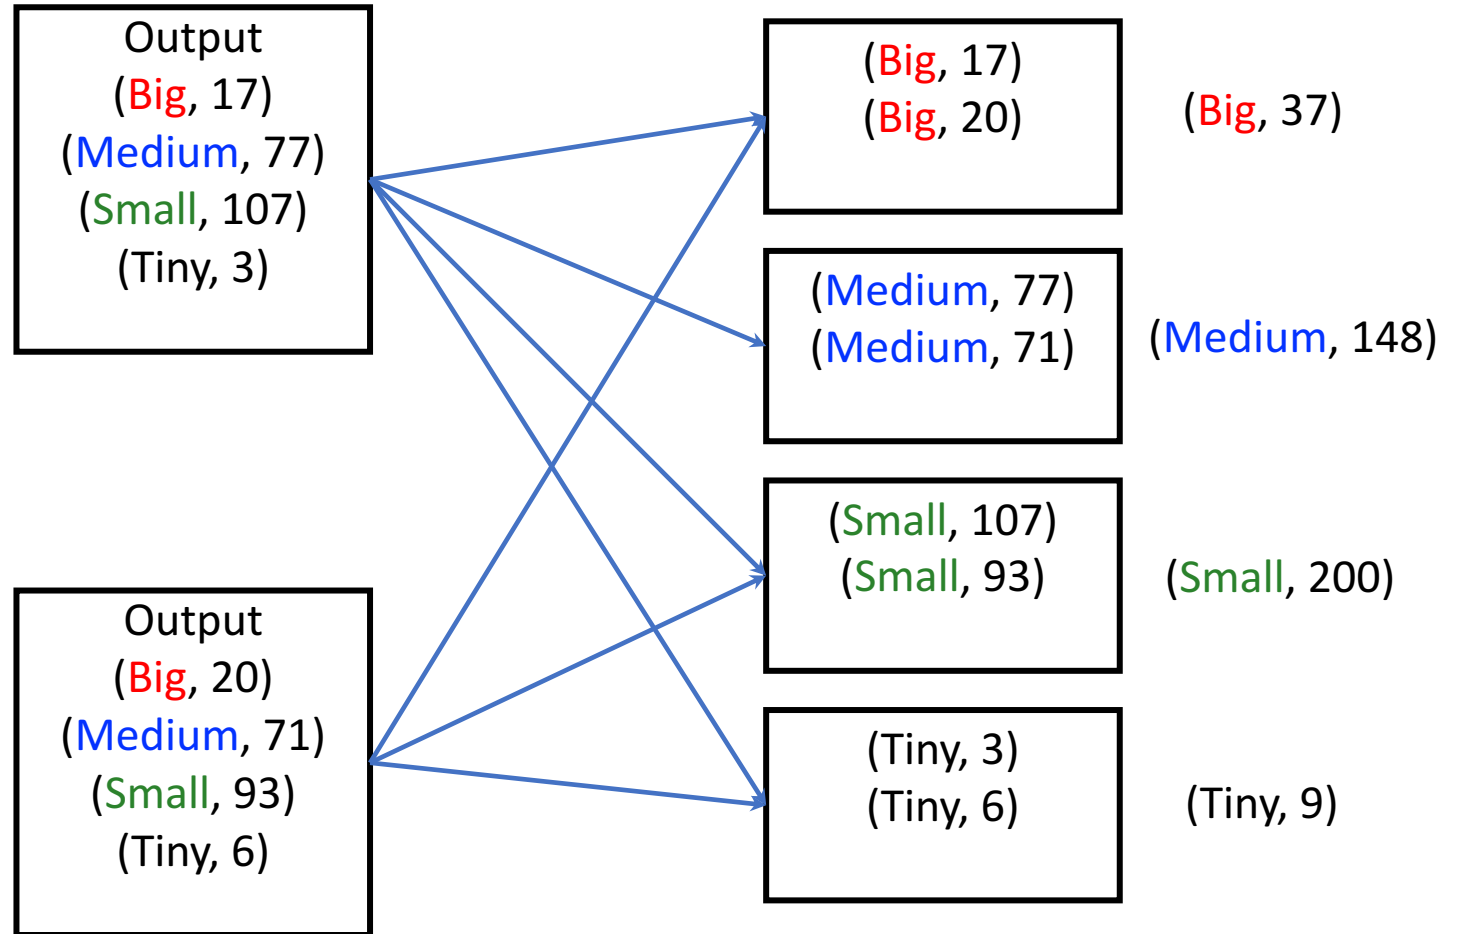 Output
(Big, 17)
(Medium, 77)
(Small, 107)
(Tiny, 3)
Output
(Big, 20)
(Medium, 71)
(Small, 93)
(Tiny, 6)
(Big, 17)
(Big, 20)
(Big, 37)
(Medium, 77)
(Medium, 71)
(Medium, 148)
(Small, 107)
(Small, 93)
(Small, 200)
(Tiny, 3)
(Tiny, 6)
(Tiny, 9)